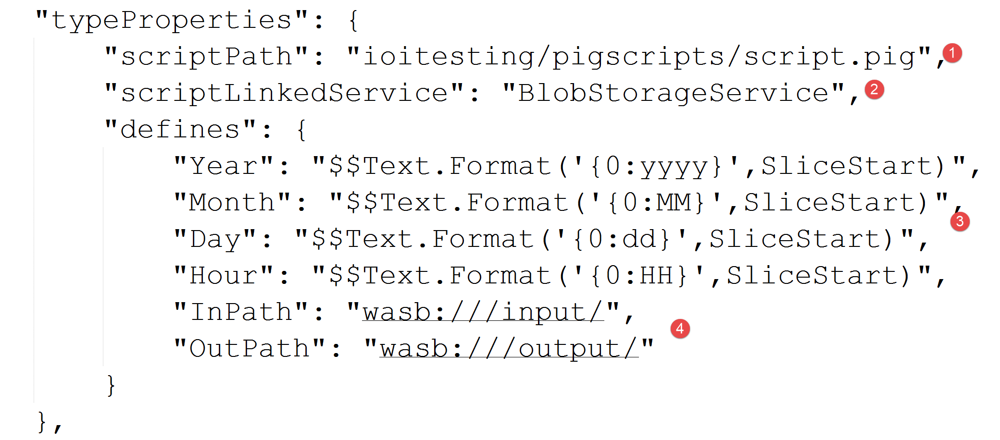 "typeProperties": {
"scriptPath": "ioitesting/pigscripts/script.pig", 1
"scriptLinkedService": "BlobStorageService", 2
"defines": {
"Year": "$$Text.Format('{0:yyyy}',SliceStart)",
"Month": "$$Text.Format('{0:MM}',SliceStart)",
3
"Day": "$$Text.Format('{0:dd}',SliceStart)",
"Hour": "$$Text.Format('{0:HH}',SliceStart)",
"InPath": "wasb:///input/",
4
"OutPath": "wasb:///output/"
}
},